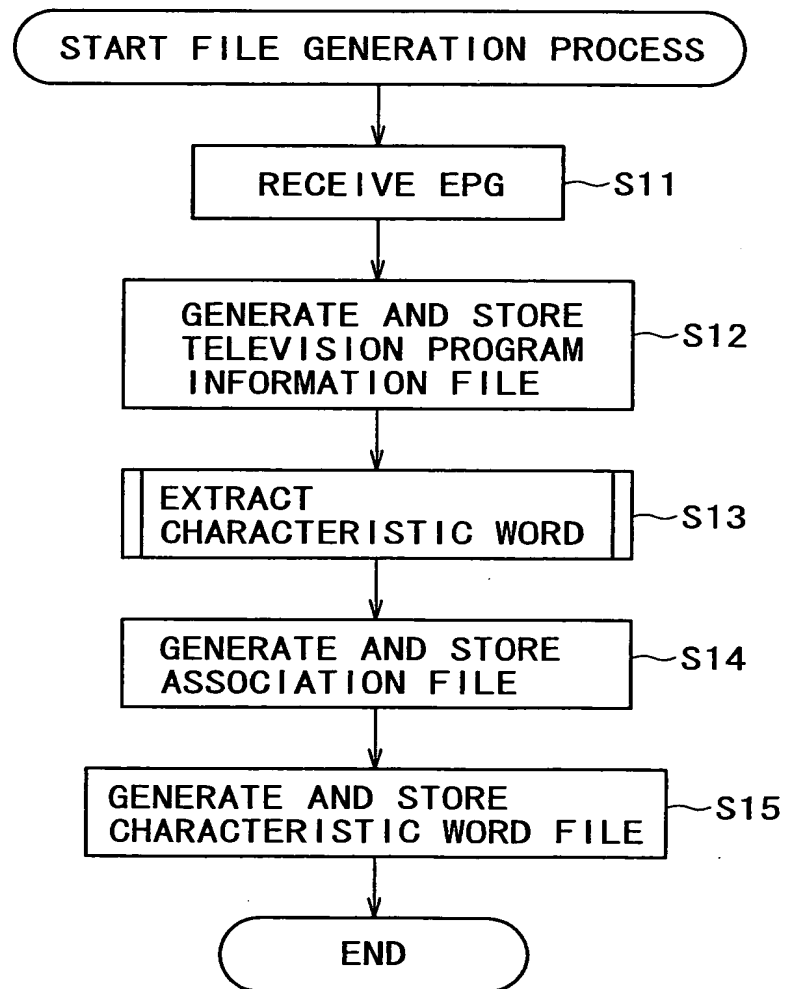 START FILE GENERATION PROCESS
RECEIVE EPG
S11
GENERATE AND STORE
TELEVISION PROGRAM
INFORMATION FILE
S12
EXTRACT
CHARACTERISTIC WORD
S13
GENERATE AND STORE
ASSOCIATION FILE
S14
GENERATE AND STORE
CHARACTERISTIC WORD FILE
S15
END